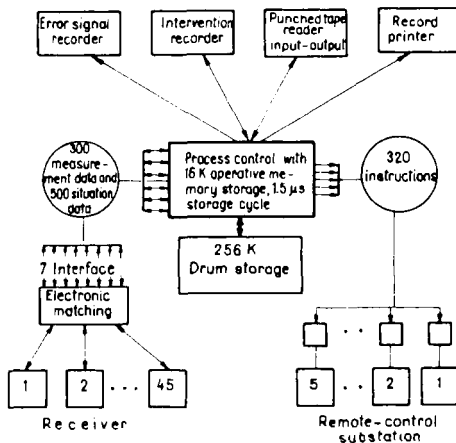 Error signal
recorder
Intervention
recorder
Punched tape
reader
input-output
Record
printer
300
measure-
ment data and
500 situation
data
Process control with
16 K operative me-
mory storage, 1.5 µs
storage cycle
320
instructions
256 K
Drum storage
7 Interface
Electronic
matching
1 2 ... 45
Receiver
5 .. 2 1
Remote-control
substation